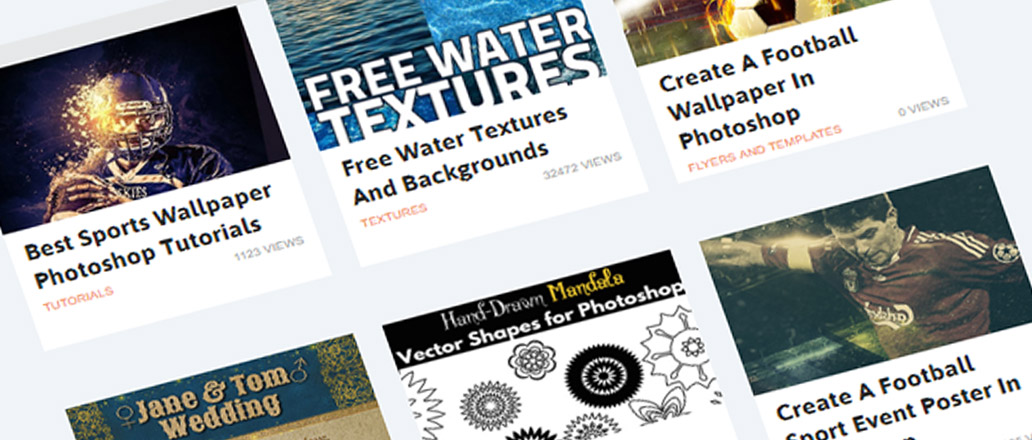 FREE WATER
TEXTURES
Best Sports Wallpaper
Photoshop Tutorials
1123 VIEWS
TUTORIALS
Free Water Textures
And Backgrounds
32472 VIEWS
TEXTURES
Create A Football
Wallpaper In
Photoshop
0 VIEWS
FLYERS AND TEMPLATES
Jane & Tom
Wedding
Hand-Drawn Mandala
Vector Shapes for Photoshop
Carlsberg
Create A Football
Sport Event Poster In